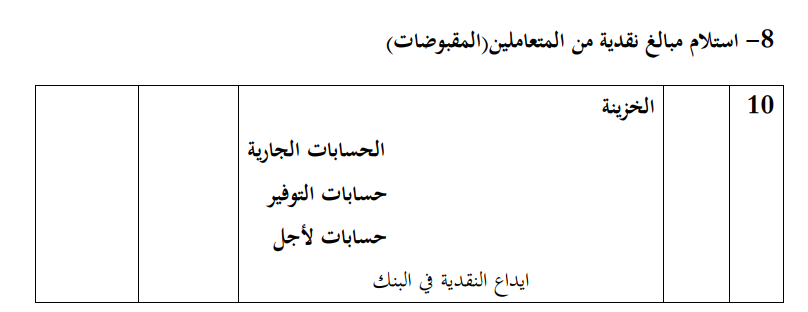 8– استلام مبالغ نقدية من المتعاملين(المقبوضات)
10 الخزينة
الحسابات الجارية
حسابات التوفير
حسابات لأجل
ايداع النقدية في البنك